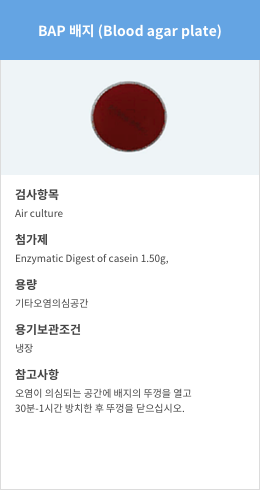 BAP 배지 (Blood agar plate)
검사항목
Air culture
첨가제
Enzymatic Digest of casein 1.50g,
용량
기타오염의심공간
용기보관조건
냉장
참고사항
오염이 의심되는 공간에 배지의 뚜껑을 열고
30분-1시간 방치한 후 뚜껑을 닫으십시오.